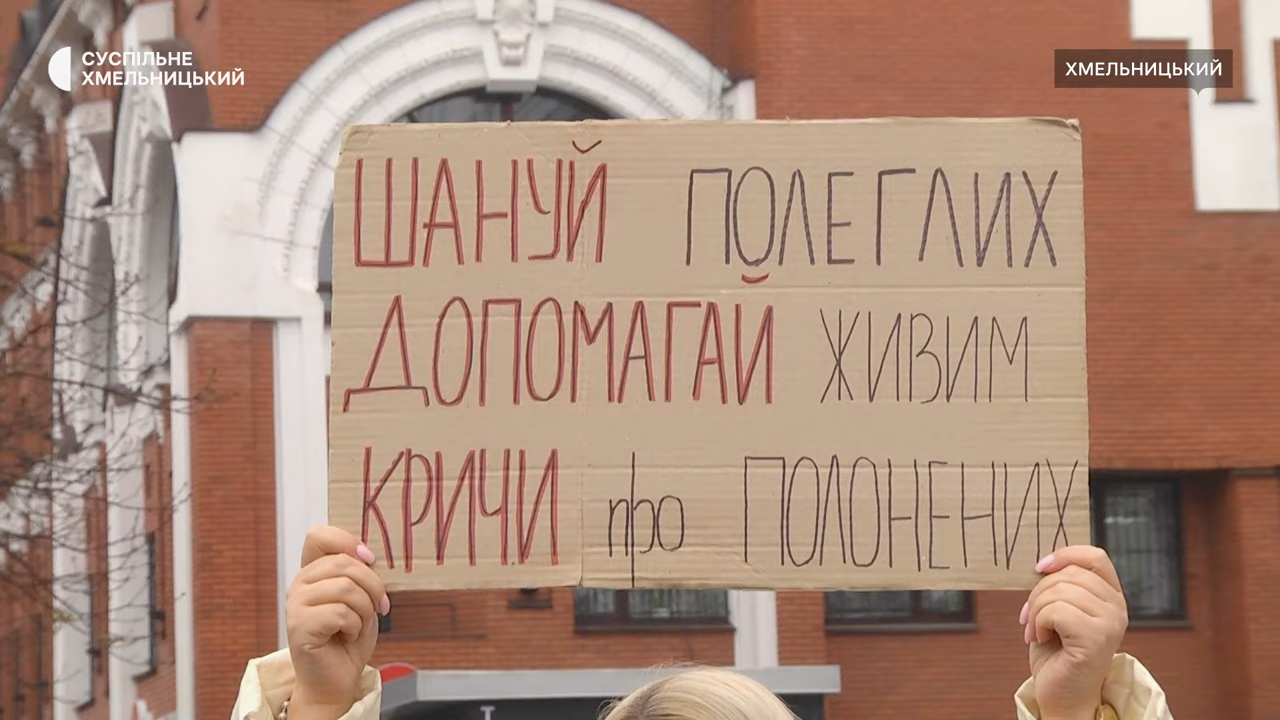 СУСПІЛЬНЕ
ХМЕЛЬНИЦЬКИЙ
ХМЕЛЬНИЦЬКИЙ
ШАНУЙ ПОЛЕГЛИХ
ДОПОМАГАЙ ЖИВИМ
КРИЧИ про ПОЛОНЕНИХ